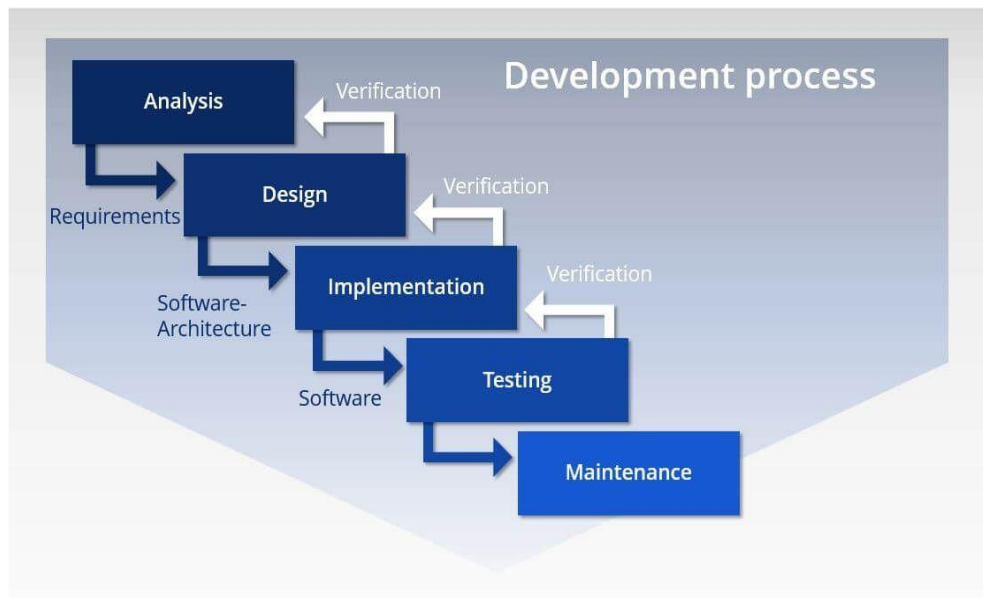 Development process
Analysis
Verification
Requirements
Design
Verification
Software-
Architecture
Implementation
Verification
Software
Testing
Maintenance